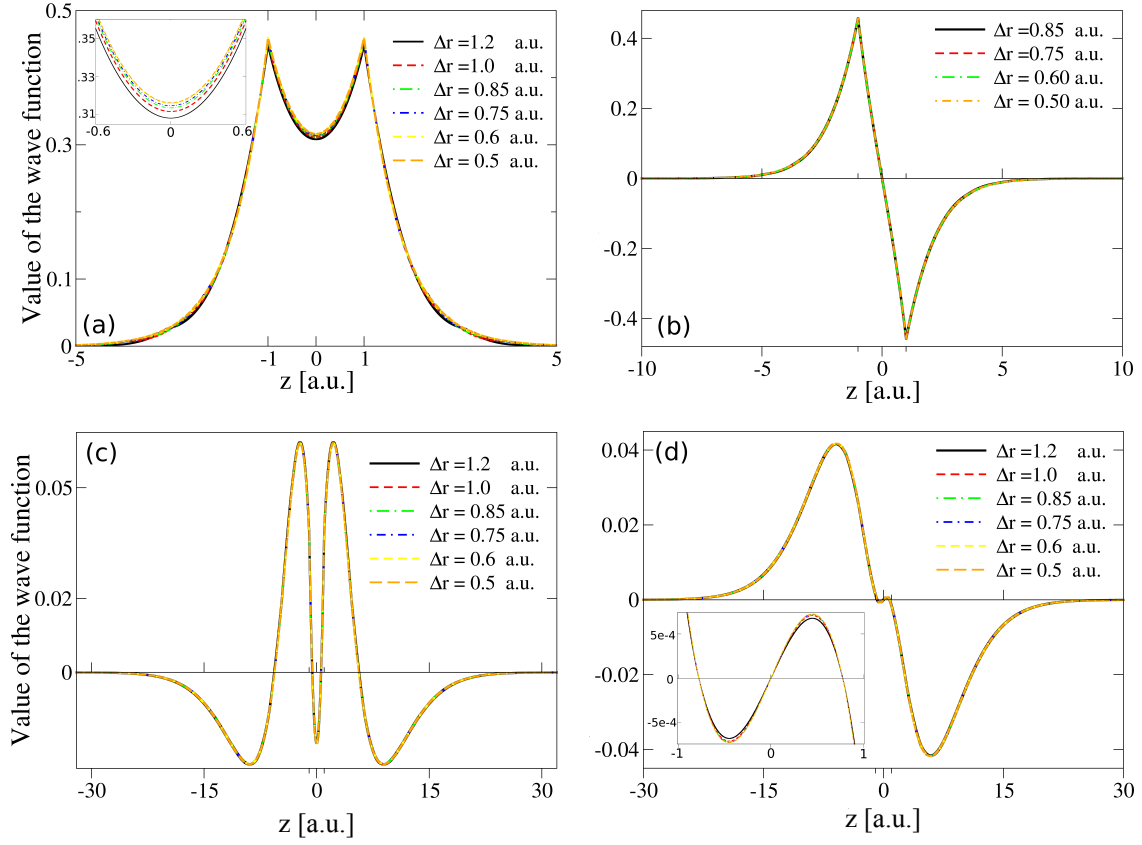 Value of the wave function
0.5
0.3
0.1
0
.35
.33
.31
-0.6
0
0.6
Δr =1.2 a.u.
Δr =1.0 a.u.
Δr = 0.85 a.u.
Δr = 0.75 a.u.
Δr = 0.6 a.u.
Δr = 0.5 a.u.
(a)
-5
-1
0
1
5
z [a.u.]
0.4
0.2
0
-0.2
-0.4
Δr =0.85 a.u.
Δr =0.75 a.u.
Δr = 0.60 a.u.
Δr = 0.50 a.u.
(b)
-10
-5
0
5
10
z [a.u.]
Value of the wave function
0.05
0.02
0
(c)
Δr =1.2 a.u.
Δr =1.0 a.u.
Δr = 0.85 a.u.
Δr = 0.75 a.u.
Δr = 0.6 a.u.
Δr = 0.5 a.u.
-30
-15
0
15
30
z [a.u.]
0.04
0.02
0
-0.02
-0.04
(d)
Δr =1.2 a.u.
Δr =1.0 a.u.
Δr = 0.85 a.u.
Δr = 0.75 a.u.
Δr = 0.6 a.u.
Δr = 0.5 a.u.
5e-4
0
-5e-4
-1
0
1
-30
-15
0
15
30
z [a.u.]